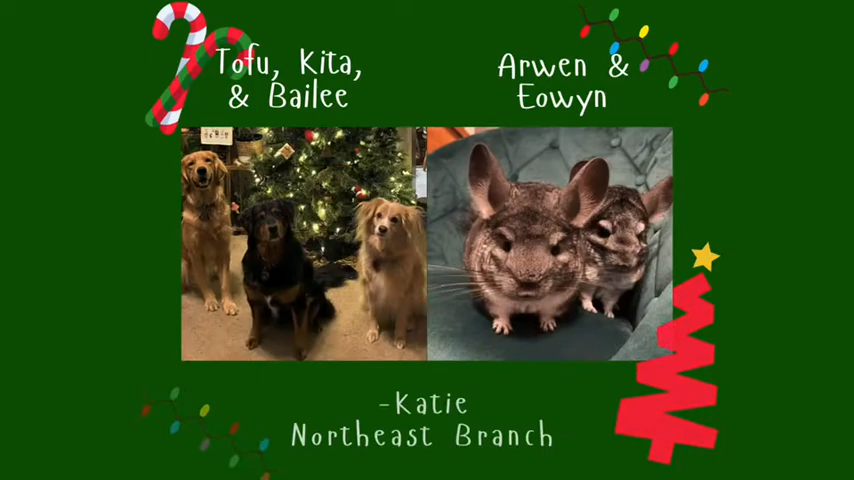 Tofu, Kita,
& Bailee
Arwen &
Eowyn
-Katie
Northeast Branch